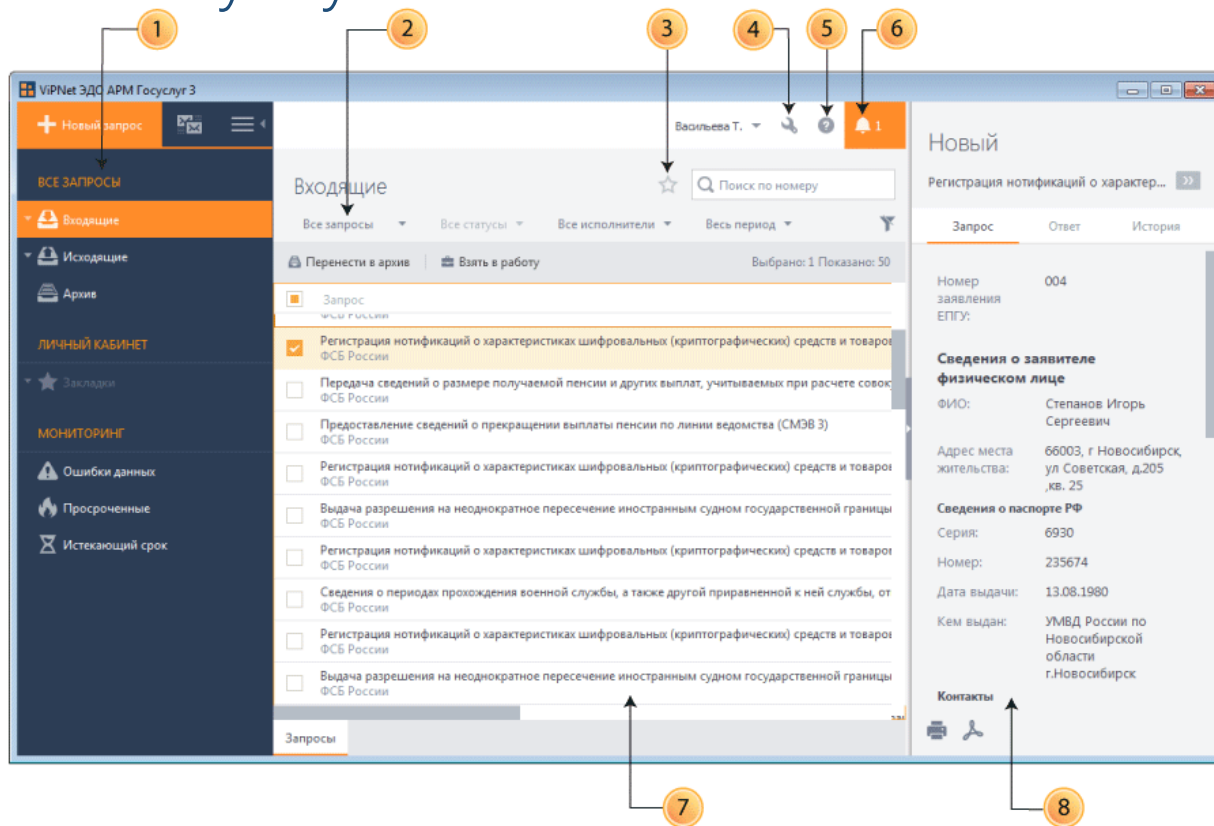 1
2
3
4
5
6
ViPNet ЭДО АРМ Госуслуг 3
Новый запрос
Васильева Т.
1
ВСЕ ЗАПРОСЫ
Входящие
Исходящие
Архив
ЛИЧНЫЙ КАБИНЕТ
Закладки
МОНИТОРИНГ
Ошибки данных
Просроченные
Истекающий срок
Входящие
Поиск по номеру
Все запросы
Все статусы
Все исполнители
Весь период
Перенести в архив
Взять в работу
Выбрано: 1 Показано: 50
Запрос
ФСБ России
Регистрация нотификаций о характеристиках шифровальных (криптографических) средств и товаров
ФСБ России
Передача сведений о размере получаемой пенсии и других выплат, учитываемых при расчете совок
ФСБ России
Предоставление сведений о прекращении выплаты пенсии по линии ведомства (СМЭВ 3)
ФСБ России
Регистрация нотификаций о характеристиках шифровальных (криптографических) средств и товаров
ФСБ России
Выдача разрешения на неоднократное пересечение иностранным судном государственной границы
ФСБ России
Регистрация нотификаций о характеристиках шифровальных (криптографических) средств и товаров
ФСБ России
Сведения о периодах прохождения военной службы, а также другой приравненной к ней службы, от
ФСБ России
Регистрация нотификаций о характеристиках шифровальных (криптографических) средств и товаров
ФСБ России
Выдача разрешения на неоднократное пересечение иностранным судном государственной границы
ФСБ России
Запросы
Новый
Регистрация нотификаций о характер...
Запрос
Ответ
История
Номер заявления ЕПГУ: 004
Сведения о заявителе
физическом лице
ФИО: Степанов Игорь
Сергеевич
Адрес места жительства: 66003, г Новосибирск,
ул Советская, д.205
,кв. 25
Сведения о паспорте РФ
Серия: 6930
Номер: 235674
Дата выдачи: 13.08.1980
Кем выдан: УМВД России по
Новосибирской
области
г.Новосибирск
Контакты
7
8